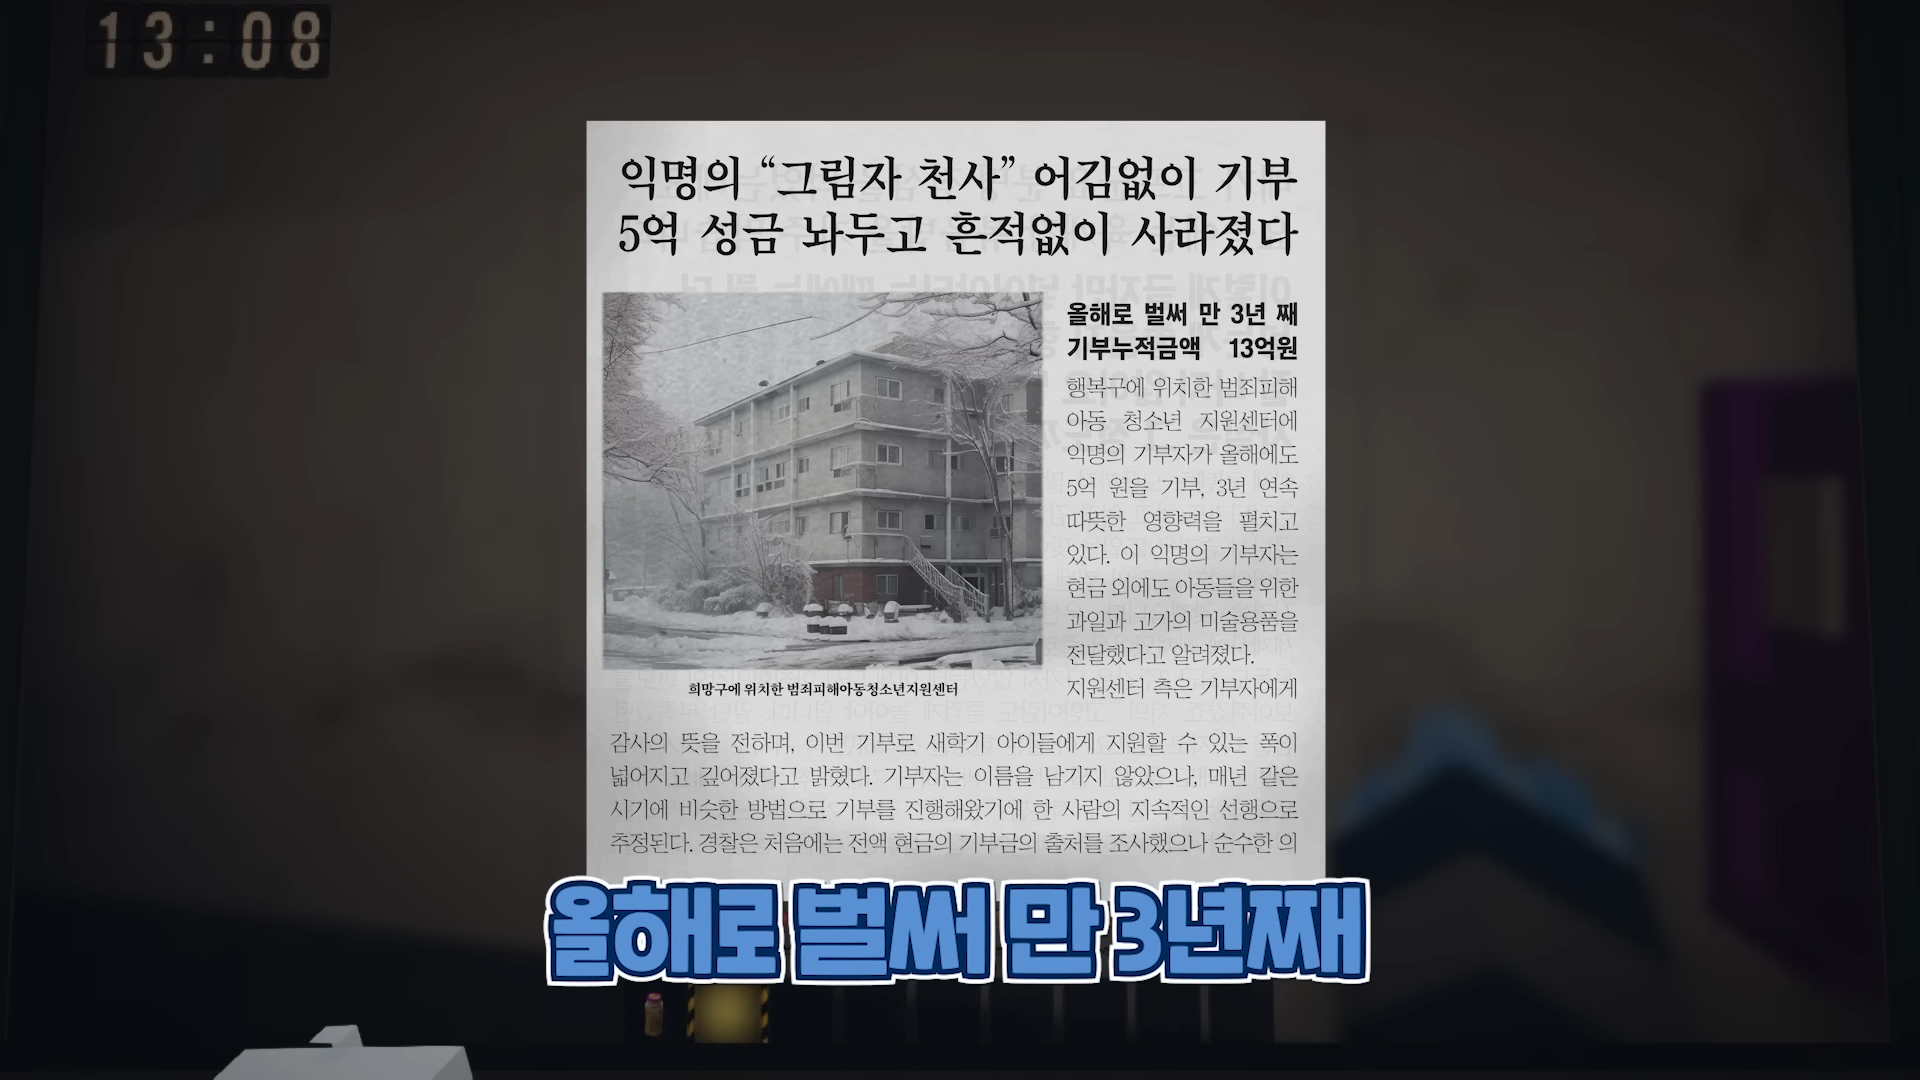 13:08
익명의 “그림자 천사” 어김없이 기부
5억 성금 놔두고 흔적없이 사라졌다
올해로 벌써 만 3년 째
기부누적금액 13억원
행복구에 위치한 범죄피해
아동 청소년 지원센터에
익명의 기부자가 올해에도
5억 원을 기부, 3년 연속
따뜻한 영향력을 펼치고
있다. 이 익명의 기부자는
현금 외에도 아동들을 위한
과일과 고가의 미술용품을
전달했다고 알려졌다.
지원센터 측은 기부자에게
희망구에 위치한 범죄피해아동청소년지원센터
감사의 뜻을 전하며, 이번 기부로 새학기 아이들에게 지원할 수 있는 폭이
넓어지고 깊어졌다고 밝혔다. 기부자는 이름을 남기지 않았으나, 매년 같은
시기에 비슷한 방법으로 기부를 진행해왔기에 한 사람의 지속적인 선행으로
추정된다. 경찰은 처음에는 전액 현금의 기부금의 출처를 조사했으나 순수한 의
올해로 벌써 만 3년째